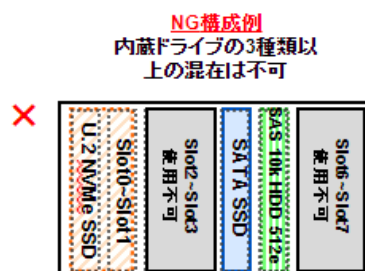 NG構成例
内蔵ドライブの3種類以
上の混在は不可
×
U.2 NVMe SSD
Slot0~Slot1
Slot2~Slot3
使用不可
SATA SSD
SAS 10k HDD 512e
Slot6~Slot7
使用不可